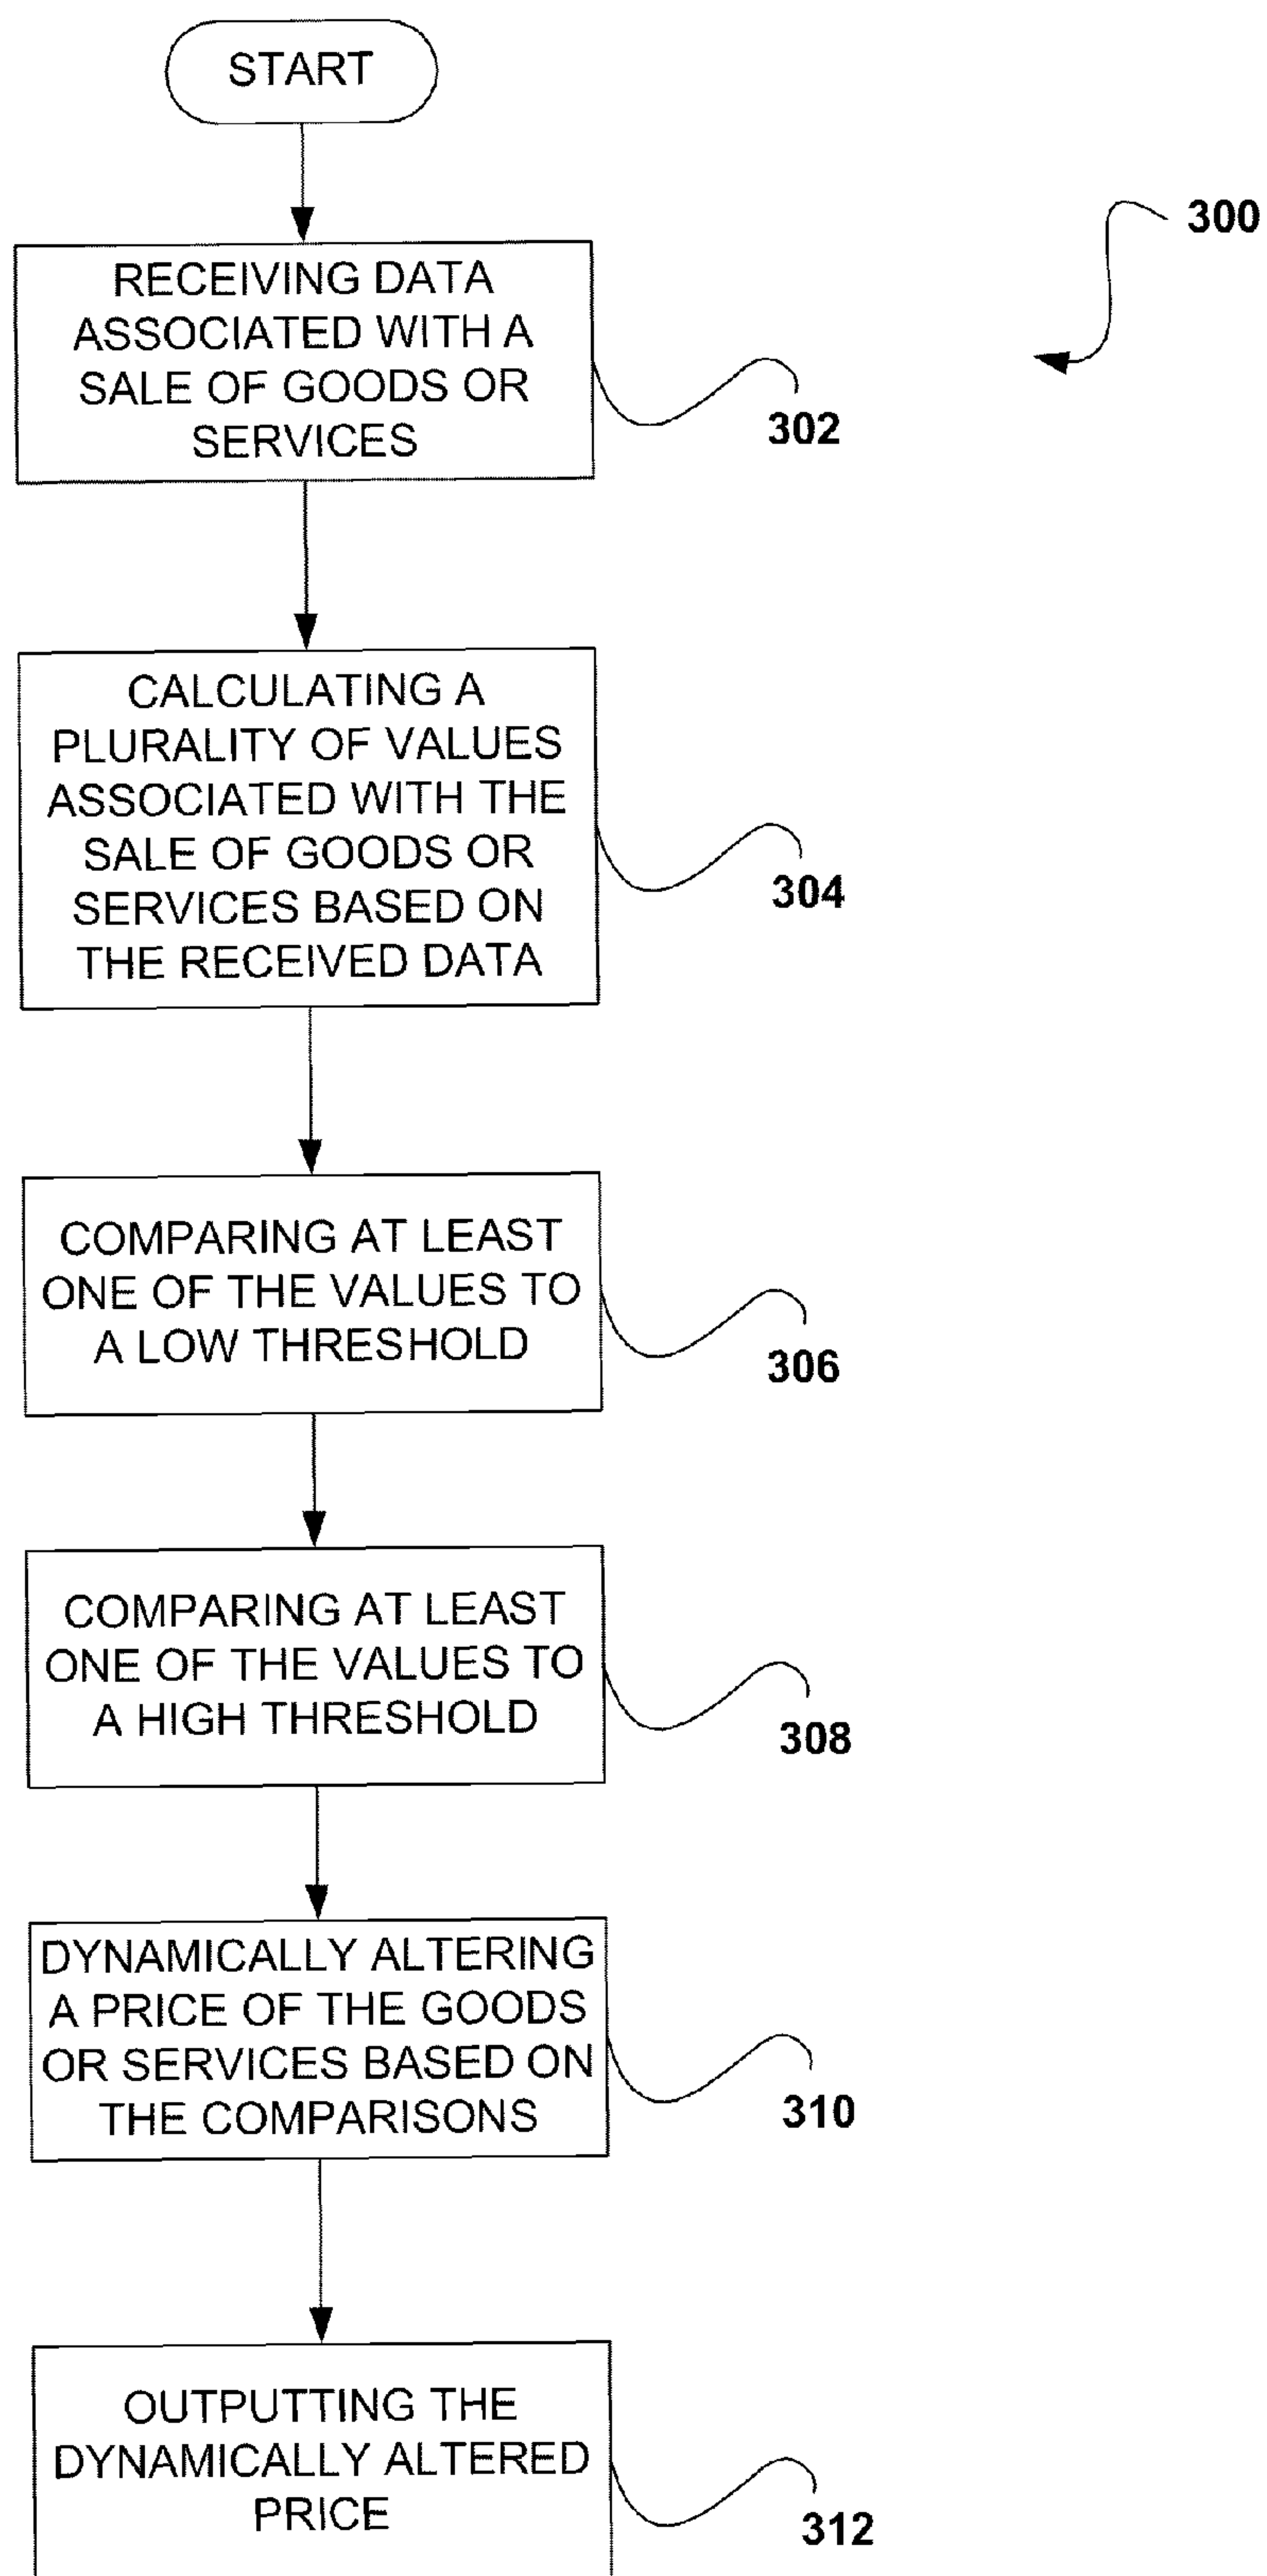 START
300
RECEIVING DATA
ASSOCIATED WITH A
SALE OF GOODS OR
SERVICES
302
CALCULATING A
PLURALITY OF VALUES
ASSOCIATED WITH THE
SALE OF GOODS OR
SERVICES BASED ON
THE RECEIVED DATA
304
COMPARING AT LEAST
ONE OF THE VALUES TO
A LOW THRESHOLD
306
COMPARING AT LEAST
ONE OF THE VALUES TO
A HIGH THRESHOLD
308
DYNAMICALLY ALTERING
A PRICE OF THE GOODS
OR SERVICES BASED ON
THE COMPARISONS
310
OUTPUTTING THE
DYNAMICALLY ALTERED
PRICE
312